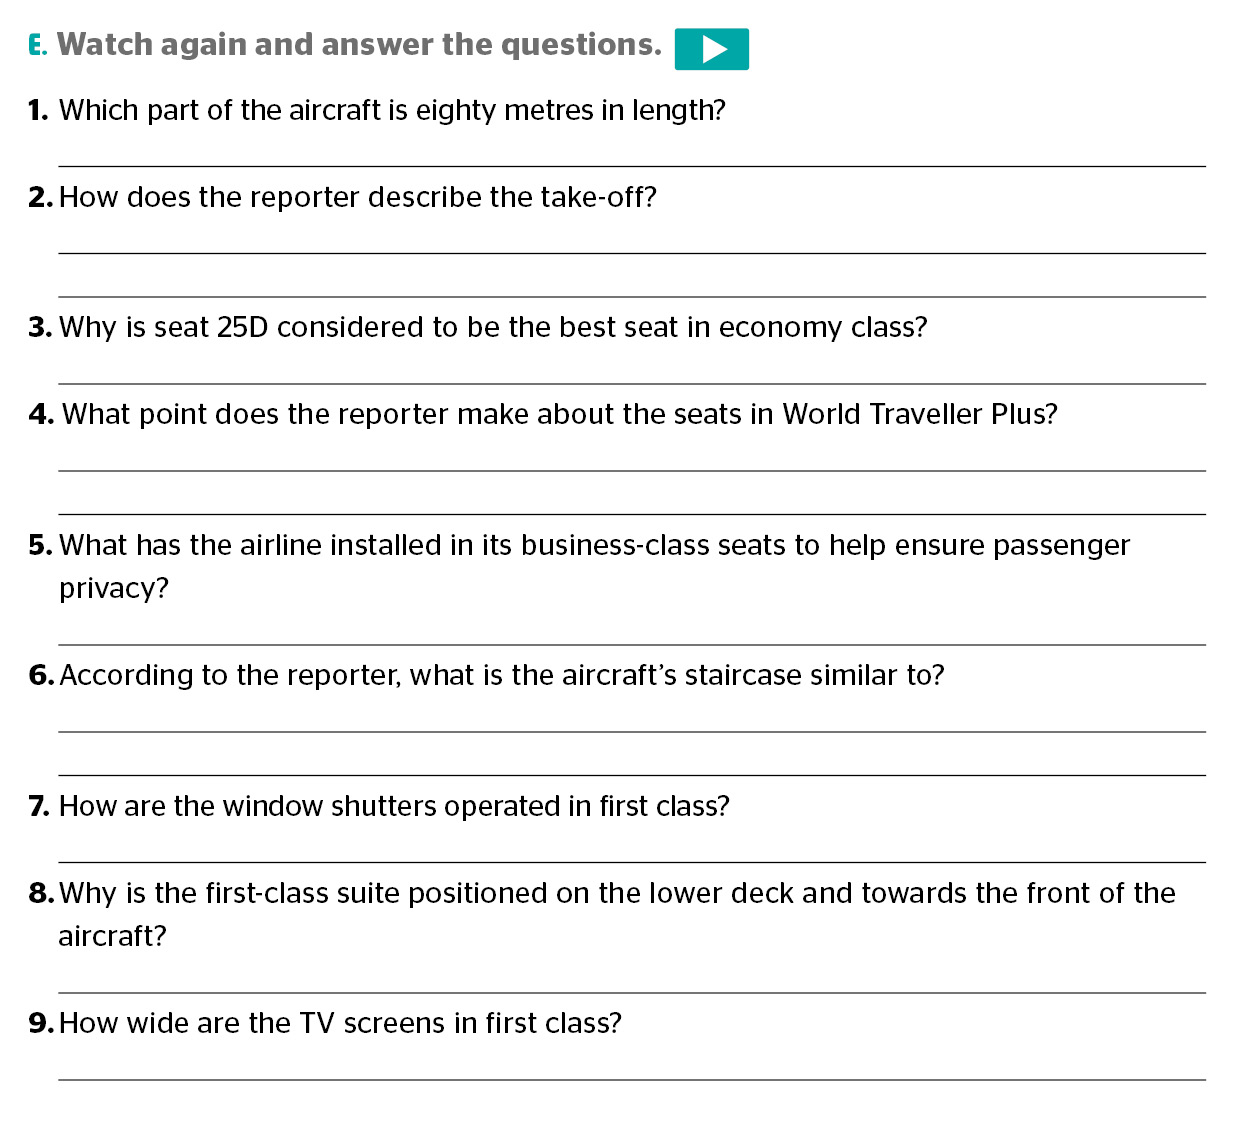 E. Watch again and answer the questions.
1. Which part of the aircraft is eighty metres in length?
2. How does the reporter describe the take-off?
3. Why is seat 25D considered to be the best seat in economy class?
4. What point does the reporter make about the seats in World Traveller Plus?
5. What has the airline installed in its business-class seats to help ensure passenger
privacy?
6. According to the reporter, what is the aircraft’s staircase similar to?
7. How are the window shutters operated in first class?
8. Why is the first-class suite positioned on the lower deck and towards the front of the
aircraft?
9. How wide are the TV screens in first class?